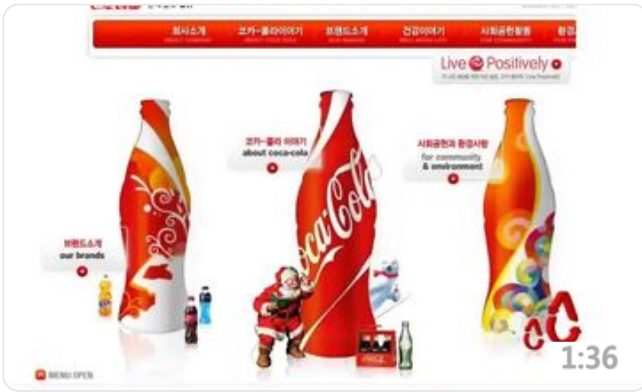 회사소개
코카-콜라이야기
브랜드소개
건강이야기
사회공헌활동
환경
Live Positively
코카-콜라 이야기
about coca-cola
사회공헌과 환경사랑
for community
& environment
브랜드소개
our brands
Coca-Cola
MENU OPEN
1:36